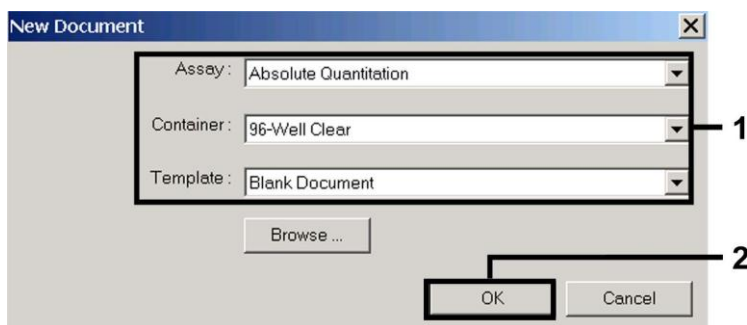 New Document
Assay: Absolute Quantitation
Container: 96-Well Clear
1
Template: Blank Document
Browse ...
2
OK Cancel